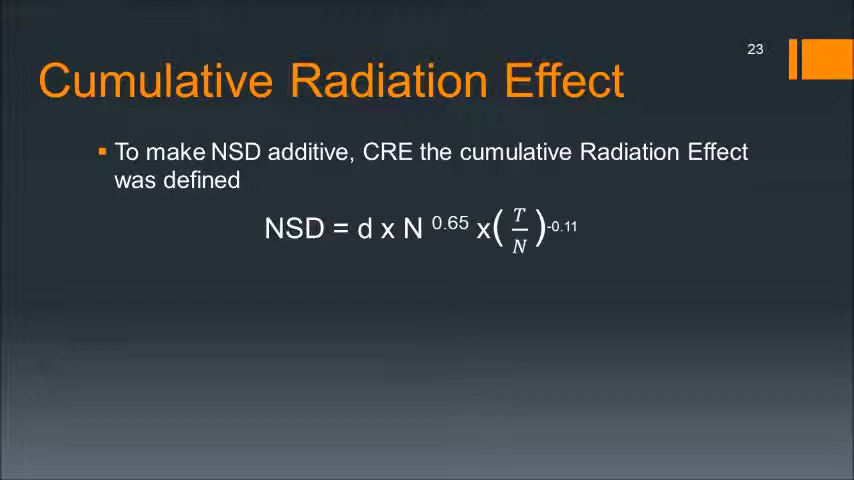 23
Cumulative Radiation Effect
▪ To make NSD additive, CRE the cumulative Radiation Effect
was defined
NSD = d x N ^0.65 x(T/N)^-0.11